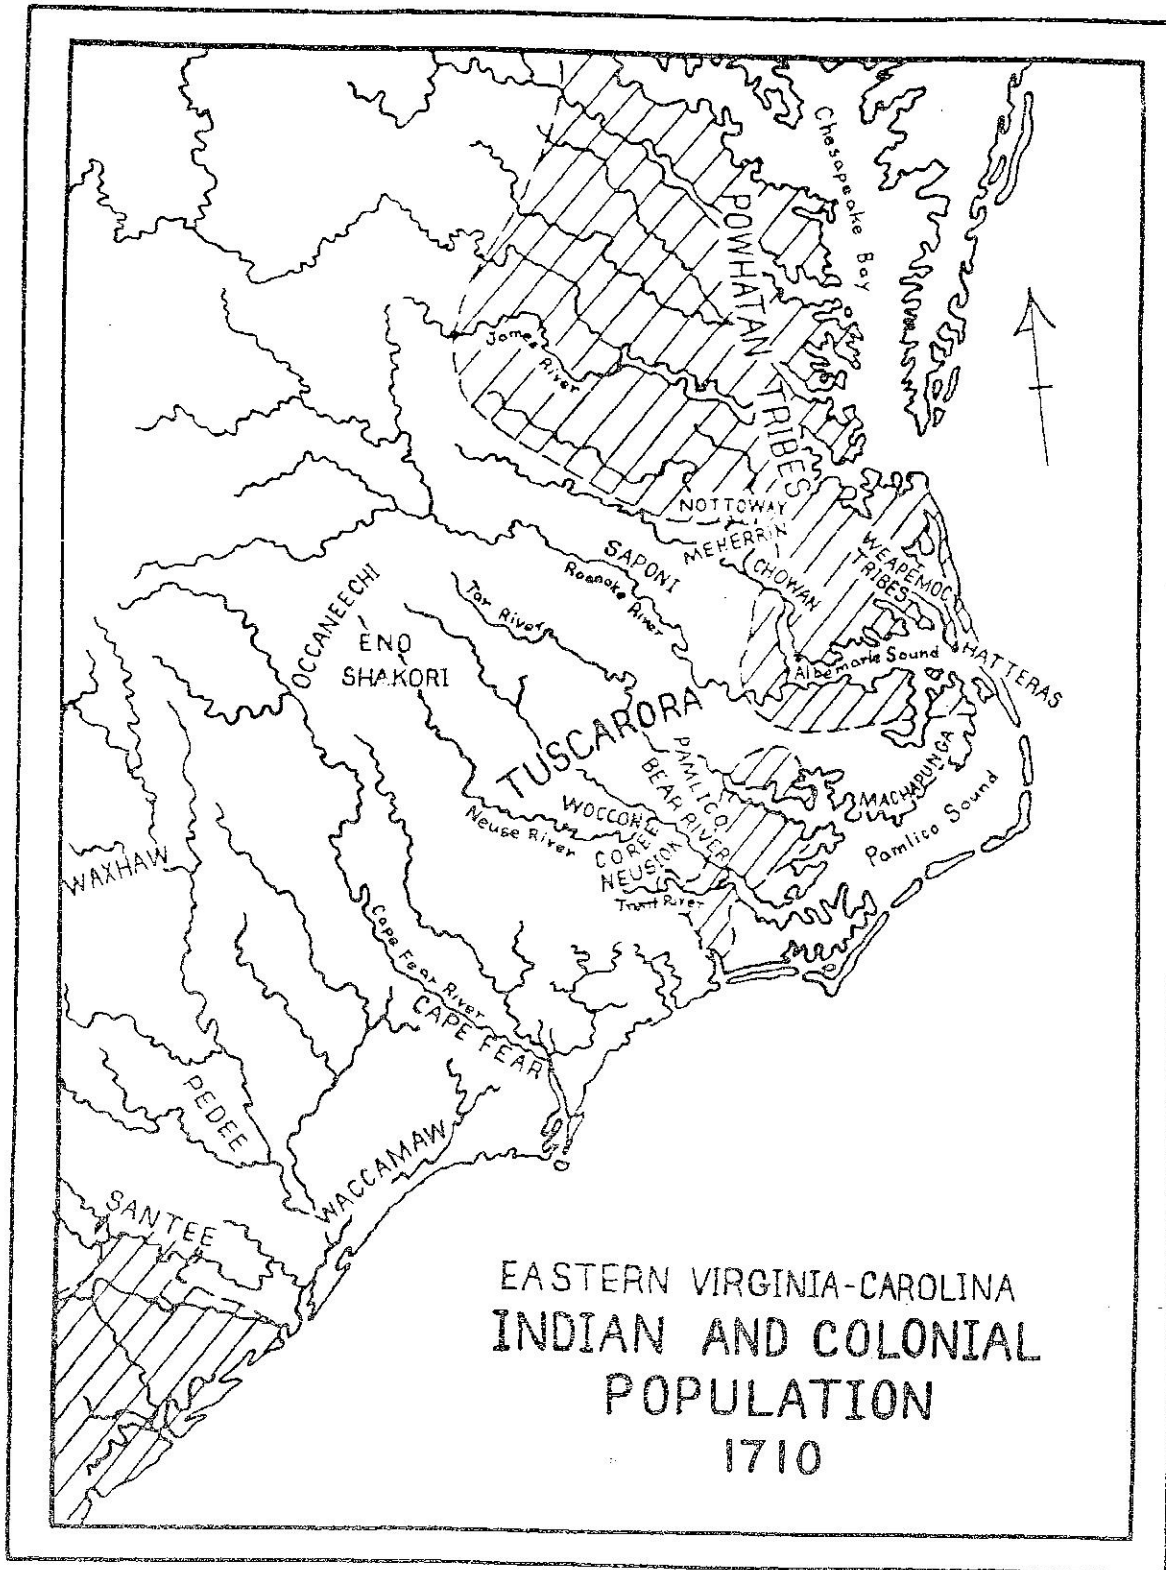 Chesapeake Bay
POWHATAN TRIBES
James River
NOTTOWAY
MEHERRIN
SAPONI
CHOWAN
WEAPEMOC
TRIBES
Roanoke River
Tar River
OCCANEECHI
ENO
SHAKORI
Albemarle Sound
HATTERAS
TUSCARORA
PAMLICO
BEAR RIVER
MACHAPUNGA
Pamlico Sound
WOCCON
Neuse River
CORE
NEUSIOK
Trent River
WAXHAW
Cape Fear River
CAPE FEAR
PEDEE
WACCAMAW
SANTEE
EASTERN VIRGINIA-CAROLINA
INDIAN AND COLONIAL
POPULATION
1710